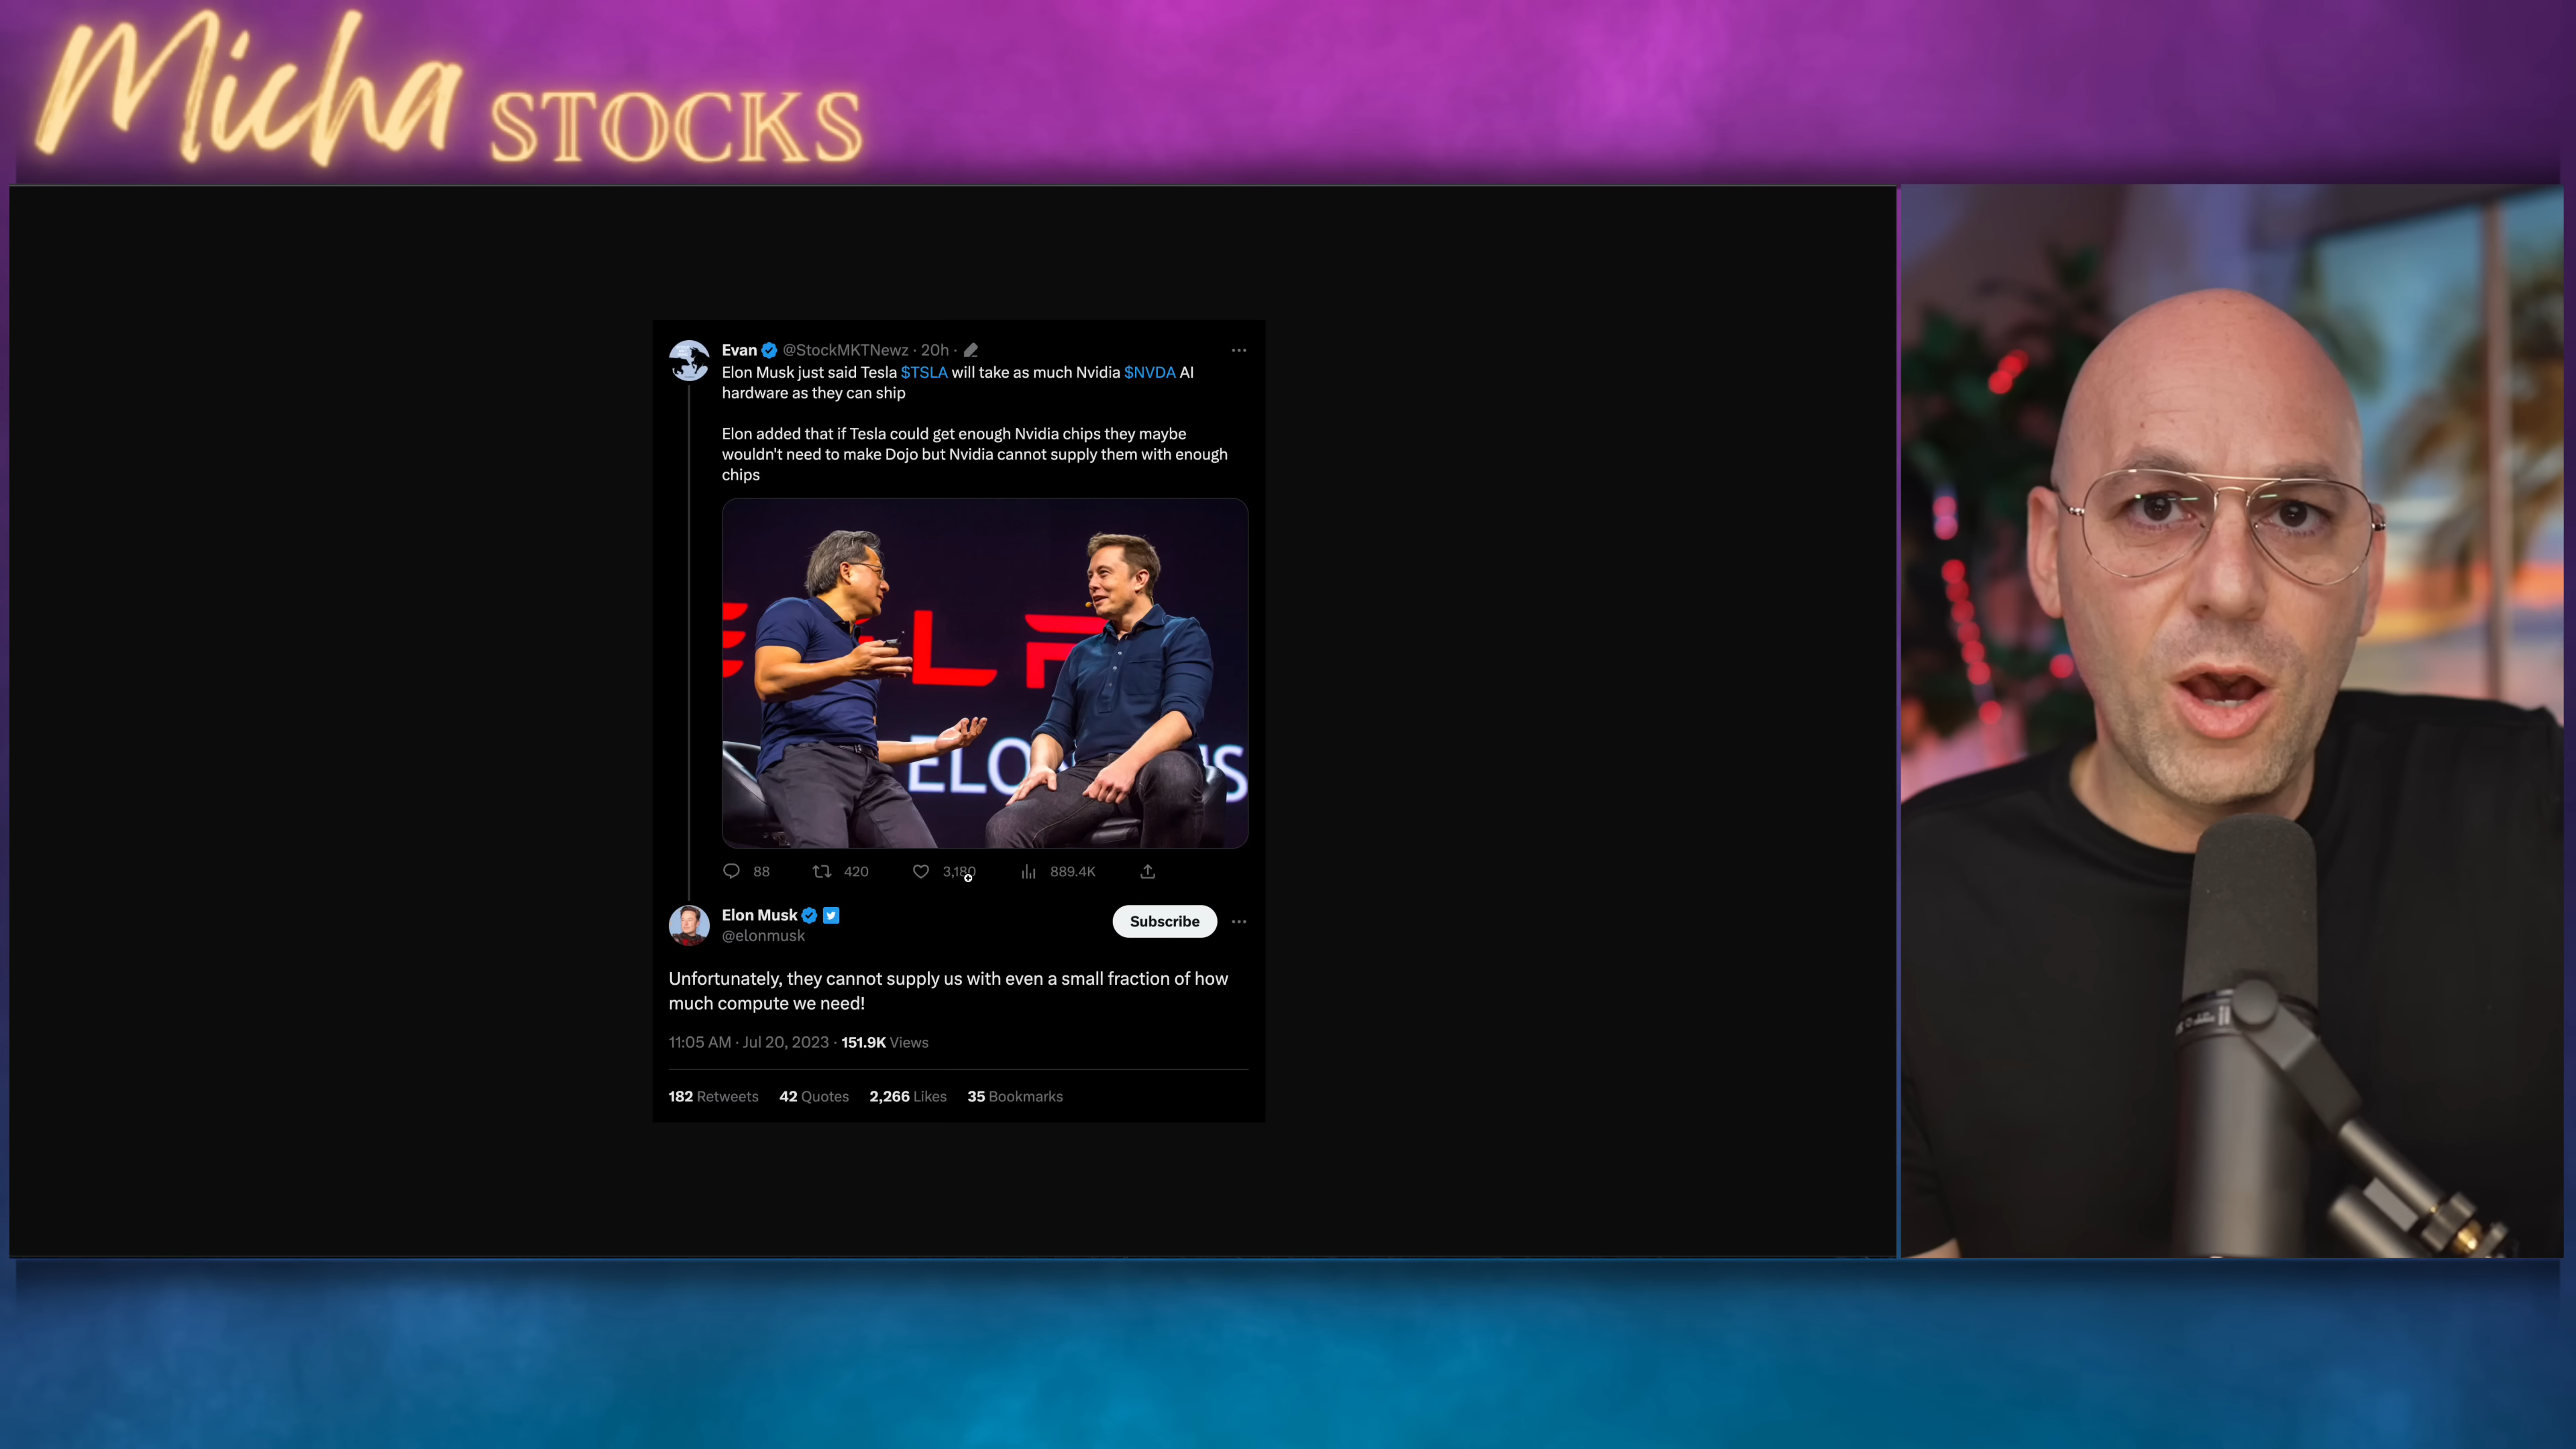 Micha STOCKS
Evan @StockMKTNewz · 20h ·
Elon Musk just said Tesla $TSLA will take as much Nvidia $NVDA AI
hardware as they can ship
Elon added that if Tesla could get enough Nvidia chips they maybe
wouldn't need to make Dojo but Nvidia cannot supply them with enough
chips
ELO S
88 420 3,180 889.4K
Elon Musk
@elonmusk
Subscribe
Unfortunately, they cannot supply us with even a small fraction of how
much compute we need!
11:05 AM · Jul 20, 2023 · 151.9K Views
182 Retweets 42 Quotes 2,266 Likes 35 Bookmarks